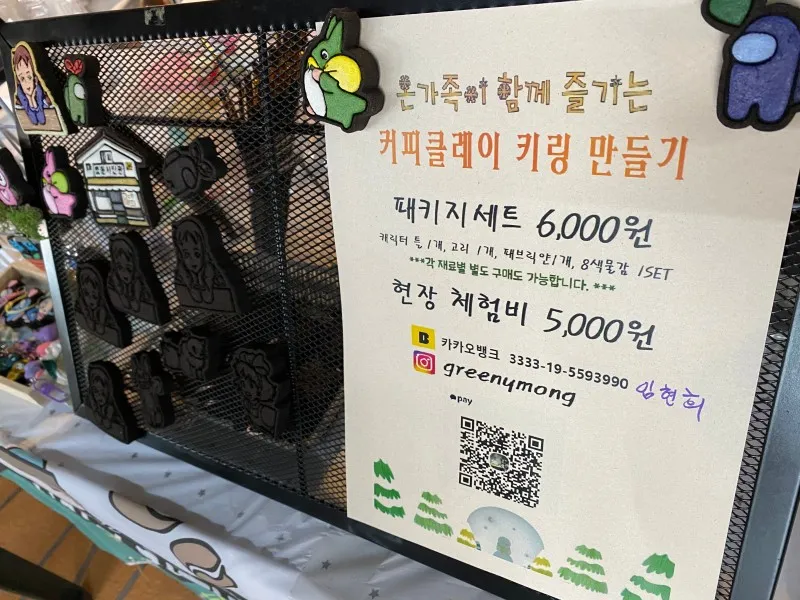 온가족이 함께 즐기는
커피클레이 키링 만들기
패키지세트 6,000원
캐릭터 틀 1개, 고리 1개, 패브릭얀1개, 8색물감 1SET
***각 재료별 별도 구매도 가능합니다. ***
현장 체험비 5,000원
B 카카오뱅크 3333-19-5593990 임현희
greenymong
pay